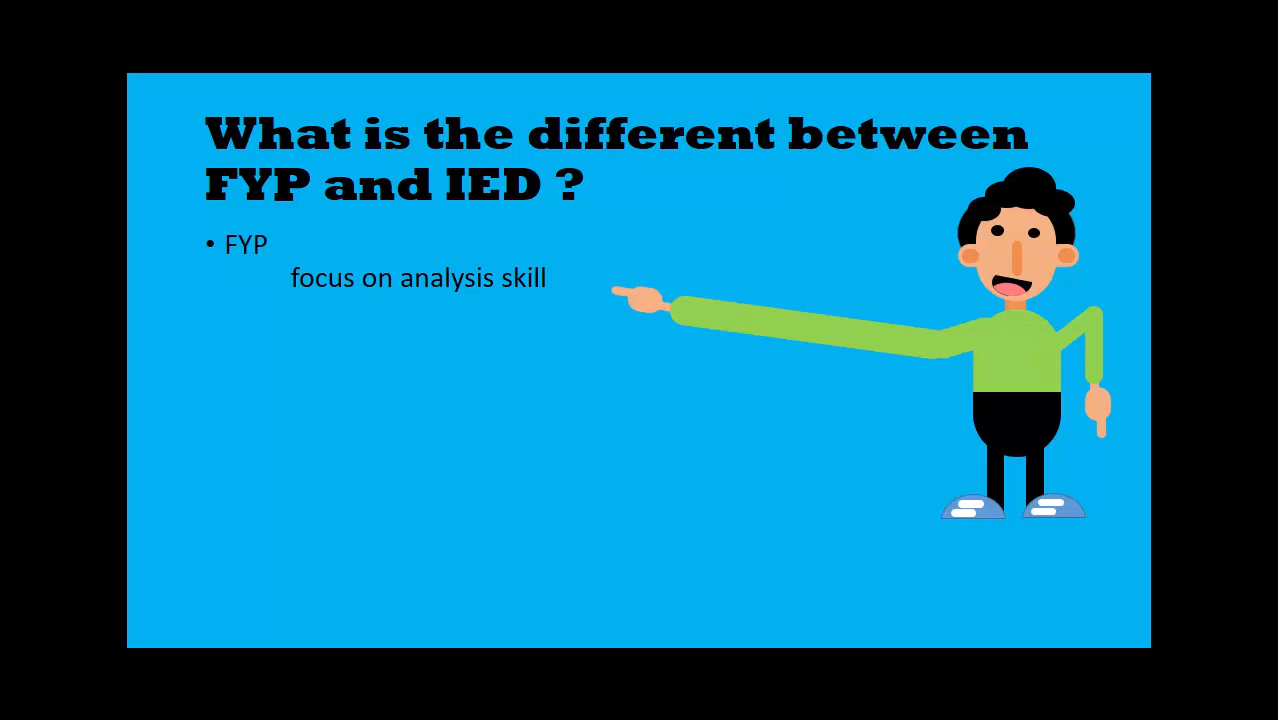 What is the different between
FYP and IED ?
• FYP
focus on analysis skill